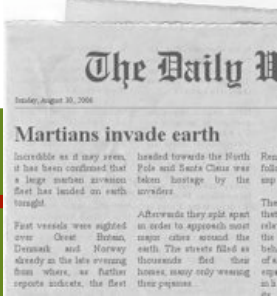 The Daily W
Sunday, August 30, 2006
Martians invade earth
Incredible as it may seem,
it has been confirmed that
a large martian invasion
fleet has landed on earth
tonight.
First vessels were sighted
over Great Britain,
Denmark and Norway
already in the late evening
from where, as further
reports indicate, the fleet
headed towards the North
Pole and Santa Claus was
taken hostage by the
invaders.
Afterwards they split apart
in order to approach most
major cities around the
earth. The streets filled as
thousands fled their
homes, many only wearing
their pajamas...